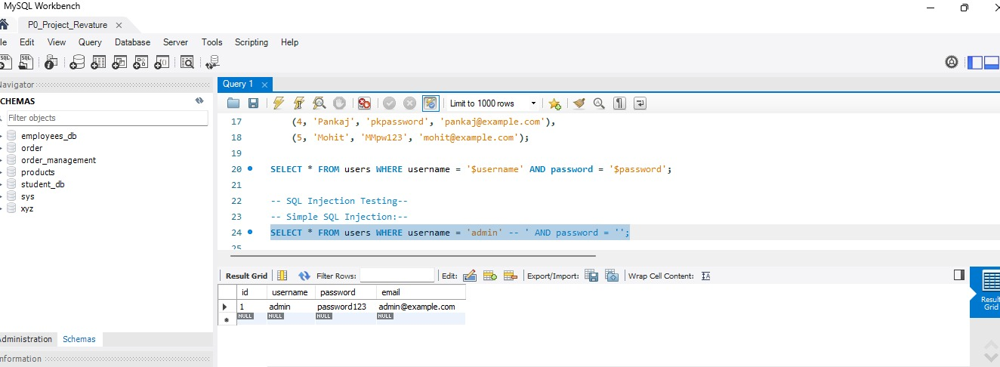 MySQL Workbench
P0_Project_Revature
le Edit View Query Database Server Tools Scripting Help
Navigator
Query 1
CHEMAS
Filter objects
Limit to 1000 rows
employees_db
order
order_management
products
student_db
sys
xyz
17 (4, 'Pankaj', 'pkpassword', 'pankaj@example.com'),
18 (5, 'Mohit', 'MMpw123', 'mohit@example.com');
19
20 SELECT * FROM users WHERE username = '$username' AND password = '$password';
21
22 -- SQL Injection Testing--
23 -- Simple SQL Injection:--
24 SELECT * FROM users WHERE username = 'admin' -- ' AND password = '';
25
Result Grid Filter Rows: Edit: Export/Import: Wrap Cell Content:
id username password email
1 admin password123 admin@example.com
NULL NULL NULL NULL
Result
Grid
Administration Schemas
nformation